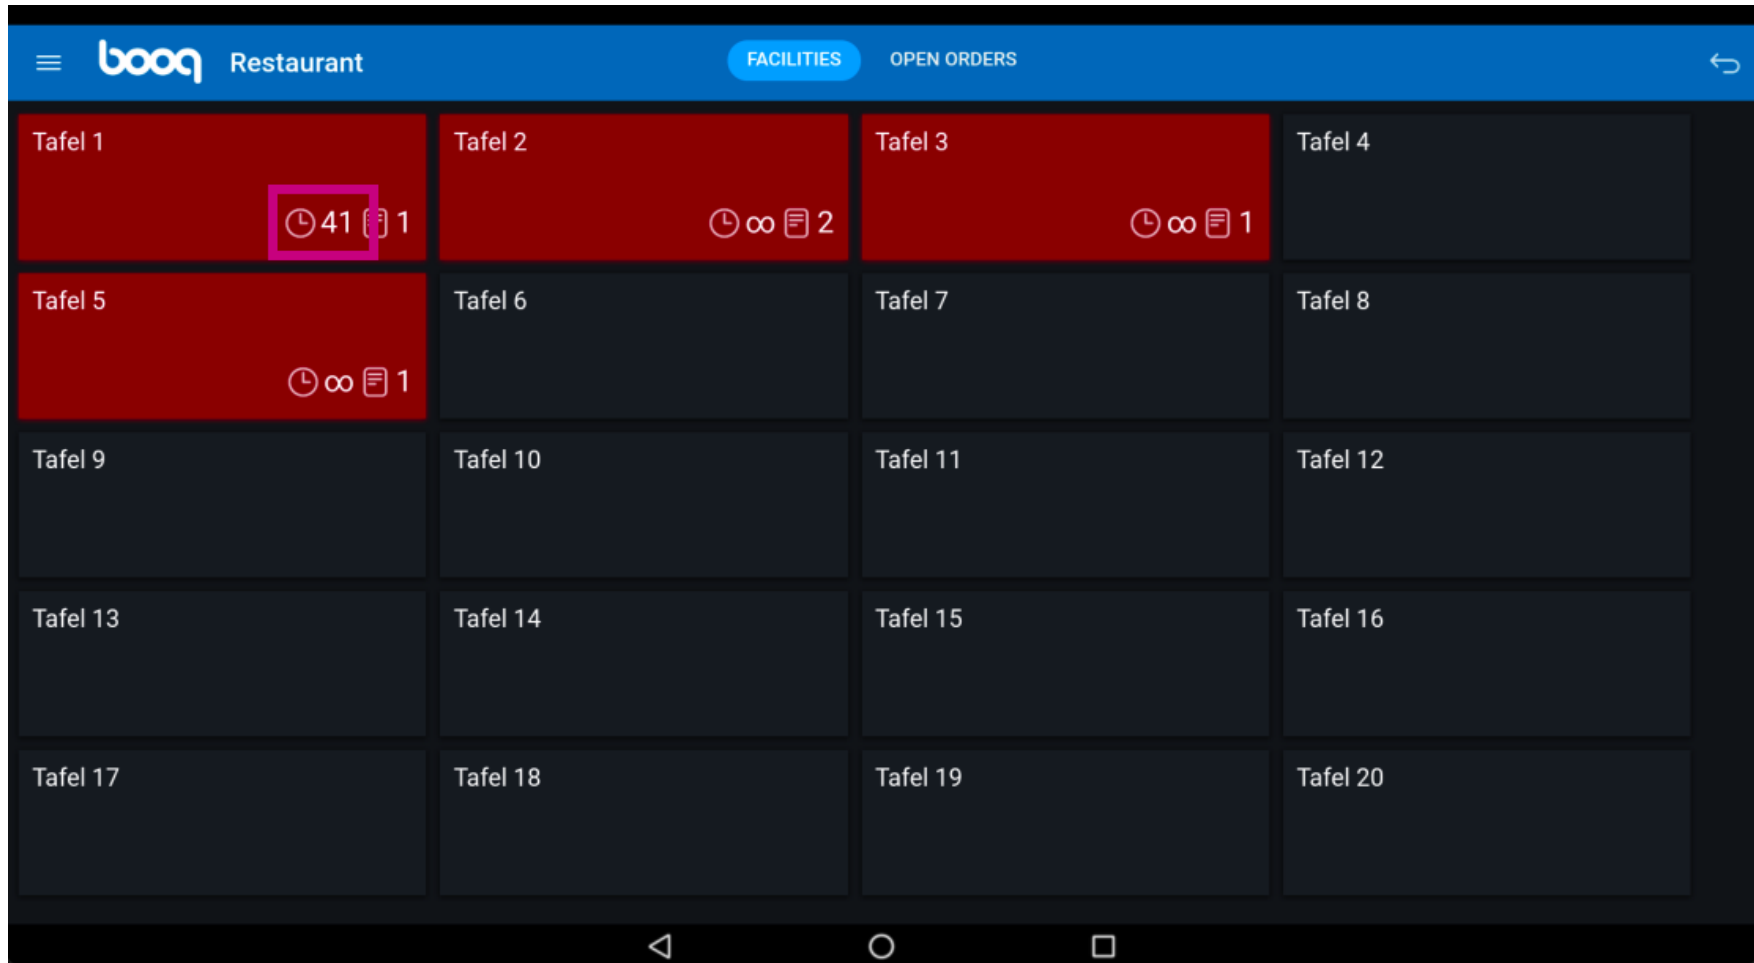 booq Restaurant FACILITIES OPEN ORDERS
Tafel 1 Tafel 2 Tafel 3 Tafel 4
41 1 ∞ 2 ∞ 1
Tafel 5 Tafel 6 Tafel 7 Tafel 8
∞ 1
Tafel 9 Tafel 10 Tafel 11 Tafel 12
Tafel 13 Tafel 14 Tafel 15 Tafel 16
Tafel 17 Tafel 18 Tafel 19 Tafel 20